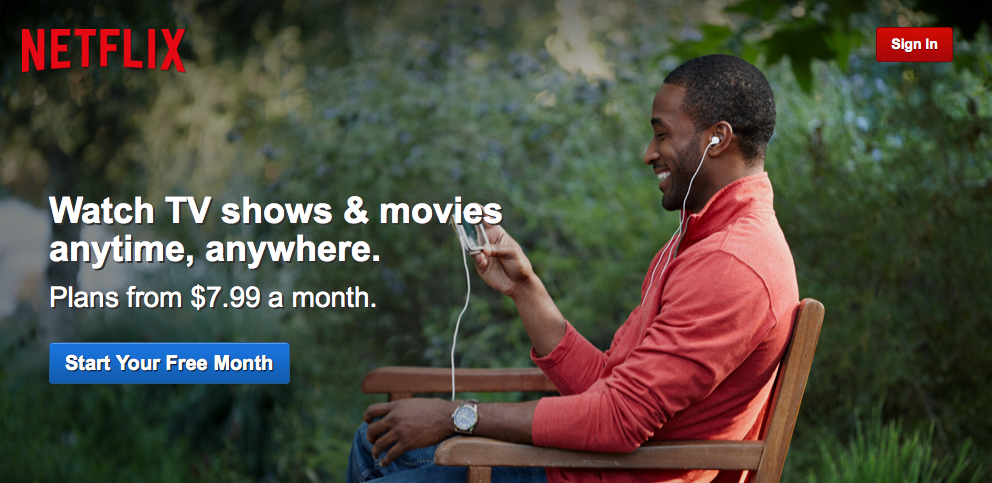 NETFLIX
Sign In
Watch TV shows & movies
anytime, anywhere.
Plans from $7.99 a month.
Start Your Free Month